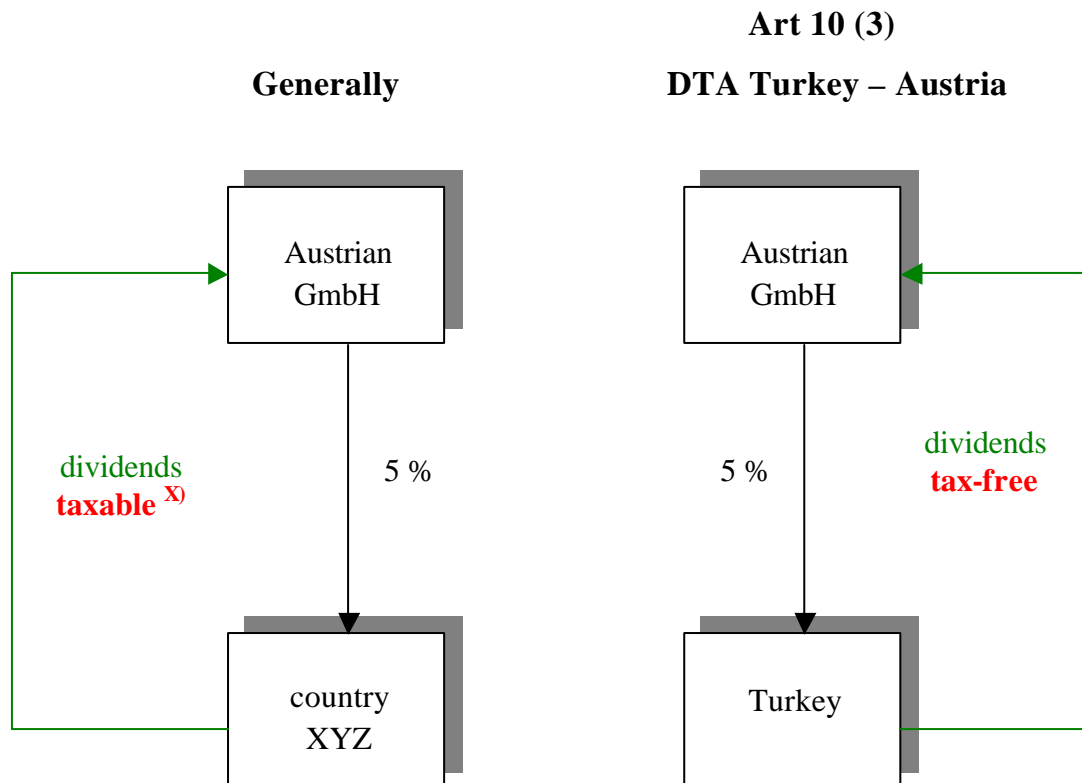 Art 10 (3)
Generally
DTA Turkey – Austria
Austrian
GmbH
Austrian
GmbH
dividends
taxable X)
5 %
5 %
dividends
tax-free
country
XYZ
Turkey